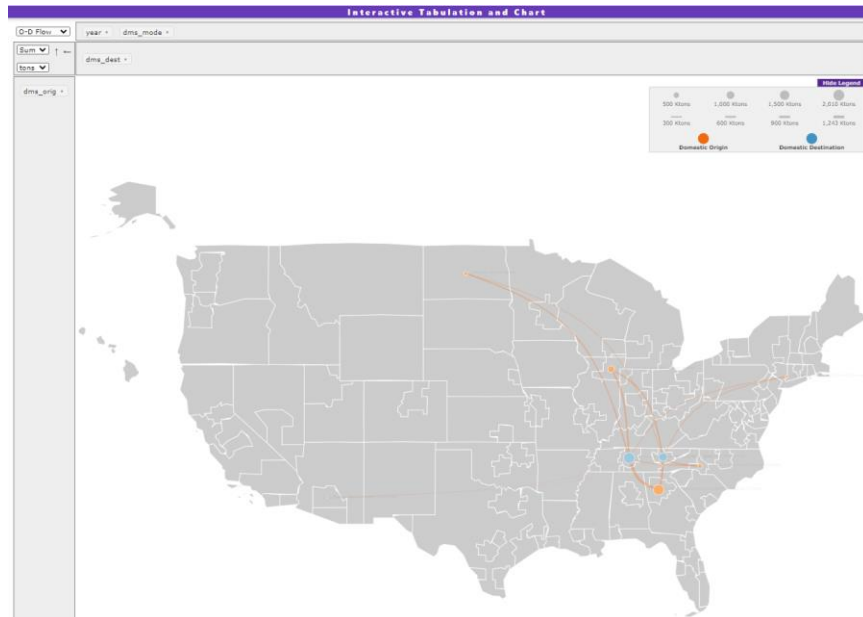 Interactive Tabulation and Chart
O-D Flow
year
dms_mode
Sum
tons
dms_dest
dms_orig
Hide Legend
500 Ktons 1,000 Ktons 1,500 Ktons 2,010 Ktons
300 Ktons 600 Ktons 900 Ktons 1,243 Ktons
Domestic Origin Domestic Destination